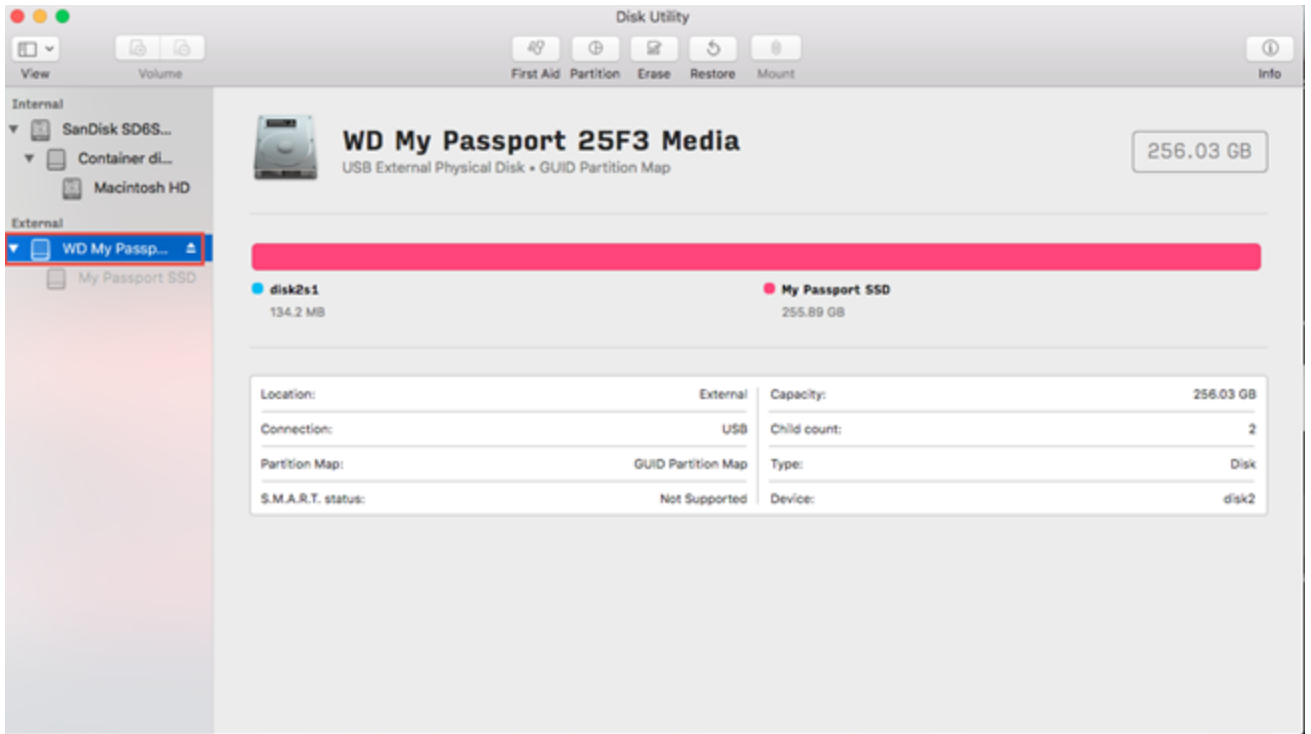 Disk Utility
View
Volume
First Aid
Partition
Erase
Restore
Mount
Info
Internal
SanDisk SD6S...
Container di...
Macintosh HD
External
WD My Passp...
My Passport SSD
WD My Passport 25F3 Media
USB External Physical Disk • GUID Partition Map
256.03 GB
disk2s1
134.2 MB
My Passport SSD
255.89 GB
Location: External
Connection: USB
Partition Map: GUID Partition Map
S.M.A.R.T. status: Not Supported
Capacity: 256.03 GB
Child count: 2
Type: Disk
Device: disk2